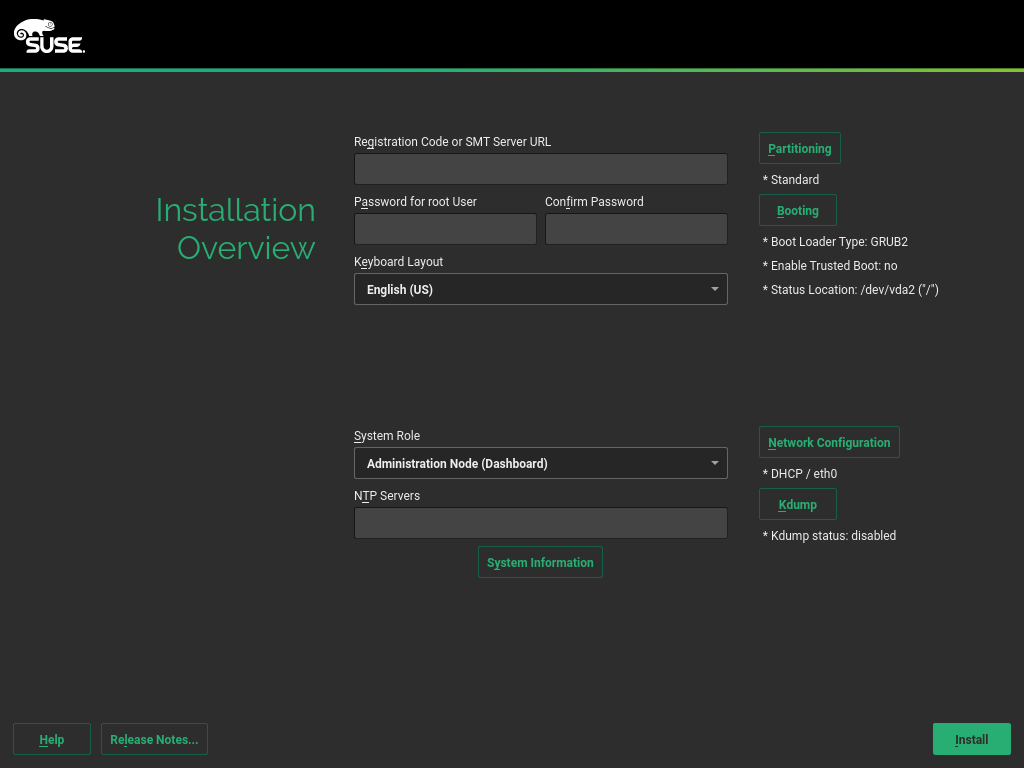 SUSE.
Installation
Overview
Registration Code or SMT Server URL
Password for root User
Confirm Password
Keyboard Layout
English (US)
System Role
Administration Node (Dashboard)
NTP Servers
System Information
Partitioning
* Standard
Booting
* Boot Loader Type: GRUB2
* Enable Trusted Boot: no
* Status Location: /dev/vda2 ("/")
Network Configuration
* DHCP / eth0
Kdump
* Kdump status: disabled
Help
Release Notes...
Install